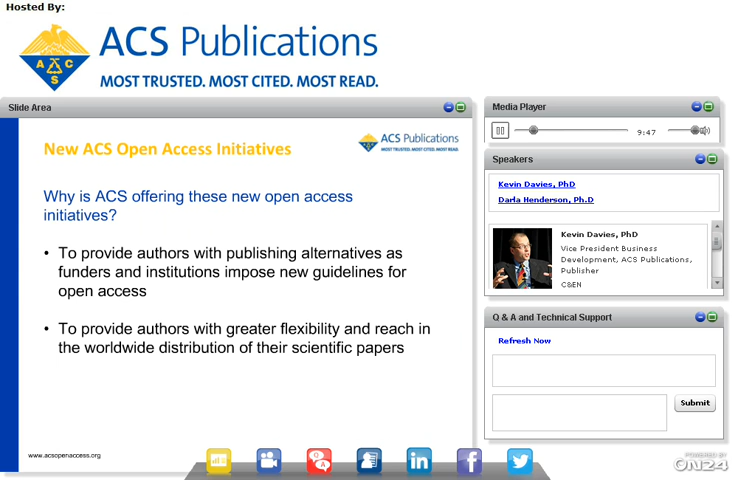 Hosted By:
ACS Publications
MOST TRUSTED. MOST CITED. MOST READ.
A C S
Slide Area
New ACS Open Access Initiatives
ACS Publications
MOST TRUSTED. MOST CITED. MOST READ.
Why is ACS offering these new open access
initiatives?
• To provide authors with publishing alternatives as
funders and institutions impose new guidelines for
open access
• To provide authors with greater flexibility and reach in
the worldwide distribution of their scientific papers
www.acsopenaccess.org
Media Player
9:47
Speakers
Kevin Davies, PhD
Darla Henderson, Ph.D
Kevin Davies, PhD
Vice President Business
Development, ACS Publications,
Publisher
C&EN
Q & A and Technical Support
Refresh Now
Submit
Q
A
in
f
POWERED BY
ON24